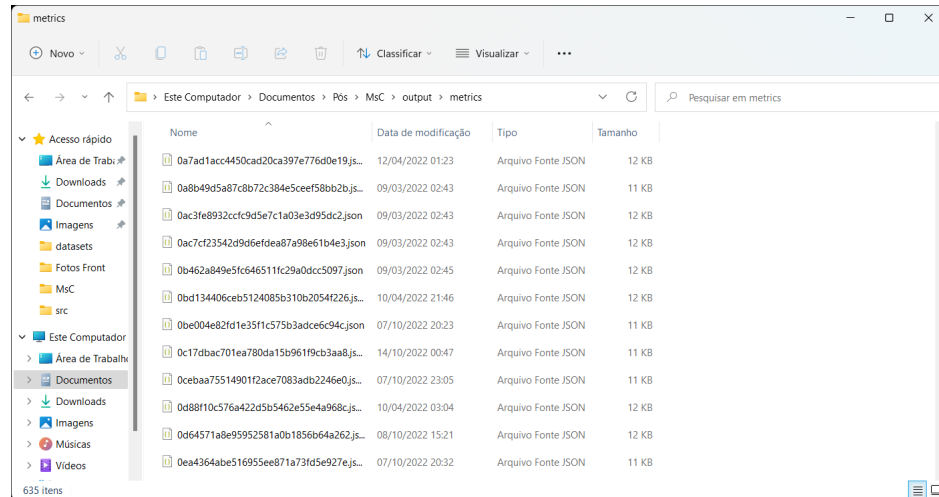 metrics
Novo Classificar Visualizar
Este Computador > Documentos > Pós > MsC > output > metrics Pesquisar em metrics
Nome Data de modificação Tipo Tamanho
Acesso rápido
Área de Traba
Downloads
Documentos
Imagens
datasets
Fotos Front
MsC
src
Este Computador
Área de Trabalho
Documentos
Downloads
Imagens
Músicas
Vídeos
0a7ad1acc4450cad20ca397e776d0e19.js... 12/04/2022 01:23 Arquivo Fonte JSON 12 KB
0a8b49d5a87c8b72c384e5ceef58bb2b.js... 09/03/2022 02:43 Arquivo Fonte JSON 11 KB
0ac3fe8932ccfc9d5e7c1a03e3d95dc2.json 09/03/2022 02:43 Arquivo Fonte JSON 12 KB
0ac7cf23542d9d6efdea87a98e61b4e3.json 09/03/2022 02:43 Arquivo Fonte JSON 12 KB
0b462a849e5fc646511fc29a0dcc5097.json 09/03/2022 02:45 Arquivo Fonte JSON 12 KB
0bd134406ceb5124085b310b2054f226.js... 10/04/2022 21:46 Arquivo Fonte JSON 12 KB
0be004e82fd1e35f1c575b3adce6c94c.json 07/10/2022 20:23 Arquivo Fonte JSON 11 KB
0c17dbac701ea780da15b961f9cb3aa8.js... 14/10/2022 00:47 Arquivo Fonte JSON 11 KB
0cebaa75514901f2ace7083adb2246e0.js... 07/10/2022 23:05 Arquivo Fonte JSON 11 KB
0d88f10c576a422d5b5462e55e4a968c.js... 10/04/2022 03:04 Arquivo Fonte JSON 12 KB
0d64571a8e95952581a0b1856b64a262.js... 08/10/2022 15:21 Arquivo Fonte JSON 12 KB
0ea4364abe516955ee871a73fd5e927e.js... 07/10/2022 20:32 Arquivo Fonte JSON 11 KB
635 itens